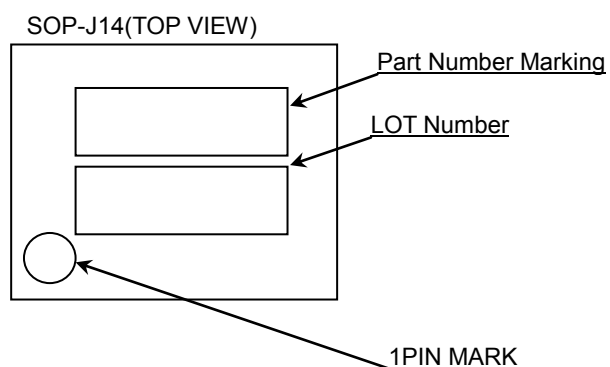 SOP-J14(TOP VIEW)
Part Number Marking
LOT Number
1PIN MARK